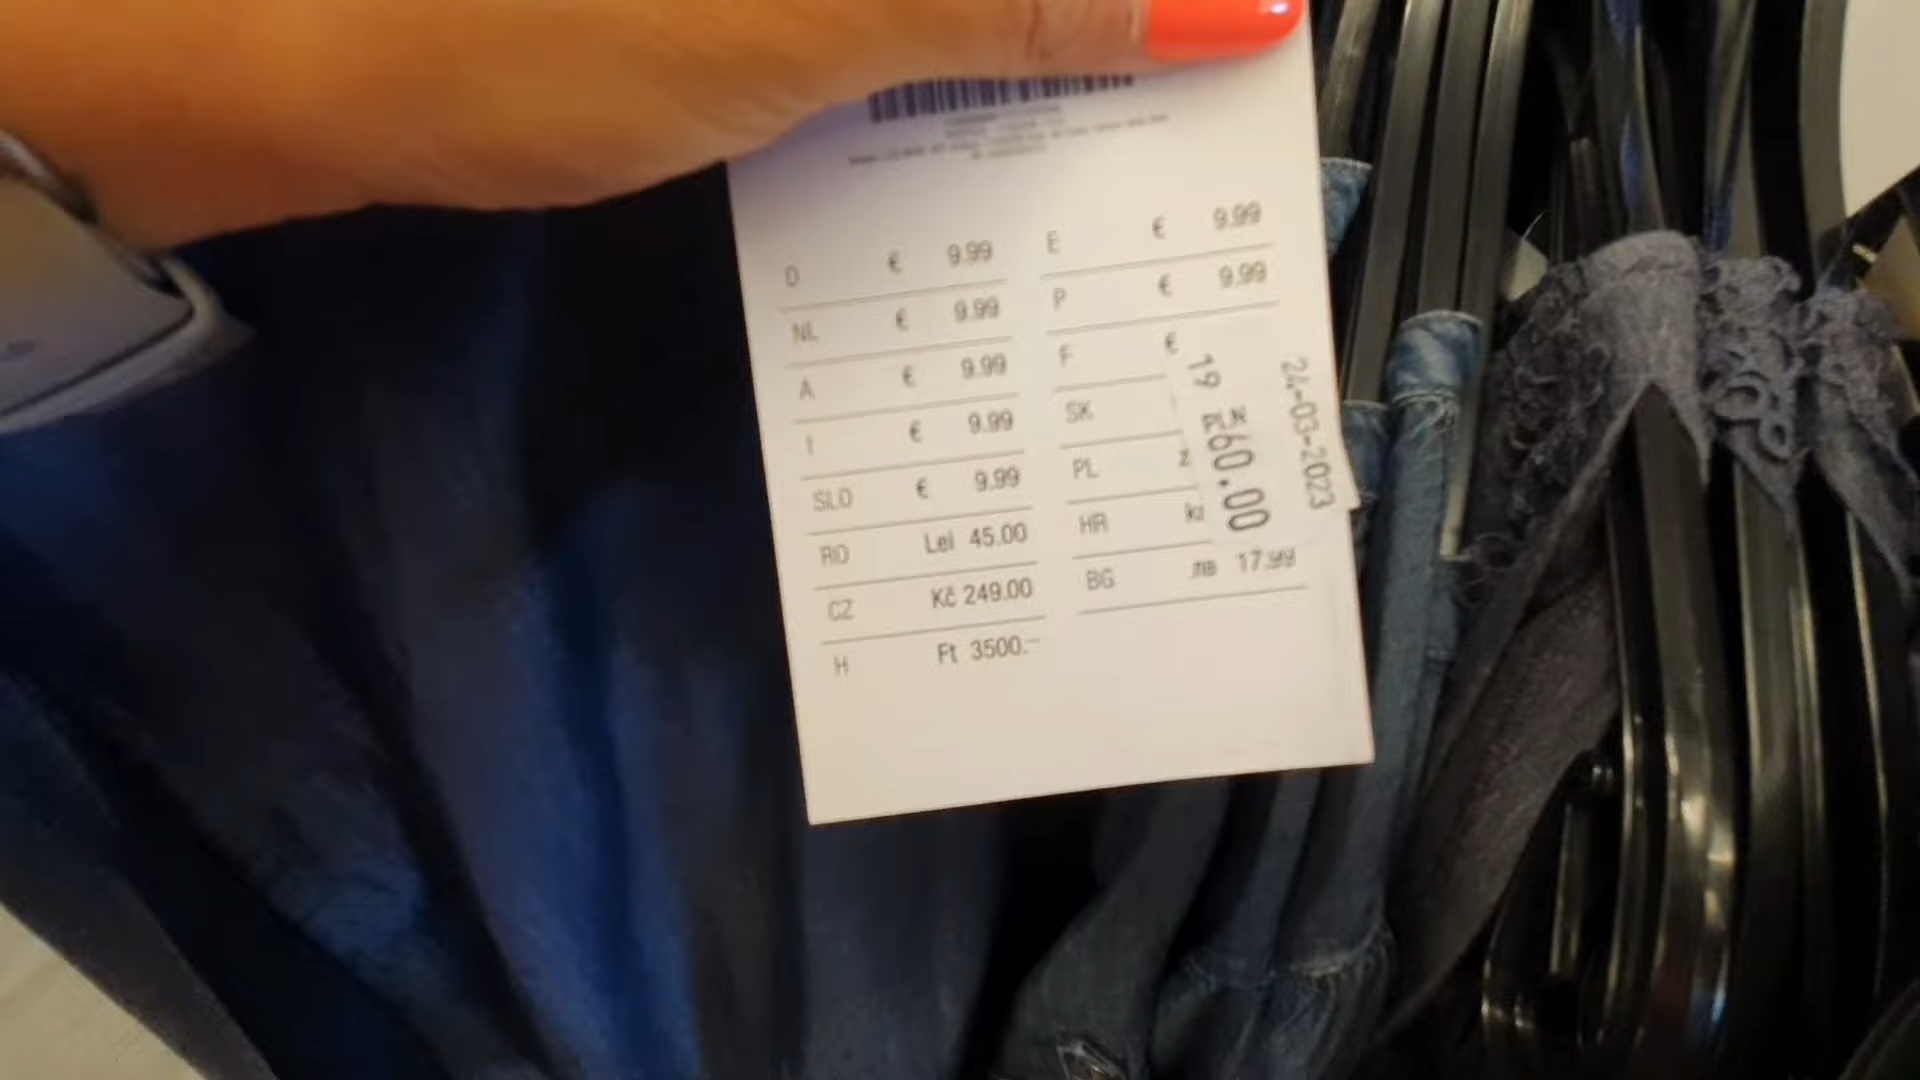 D € 9.99
NL € 9.99
A € 9.99
I € 9.99
SLO € 9.99
RO Lei 45.00
CZ Kč 249.00
H Ft 3500.–
E € 9.99
P € 9.99
F €
SK
PL z
HR
BG лв 17.99
24-03-2023
19 PLN 60.00